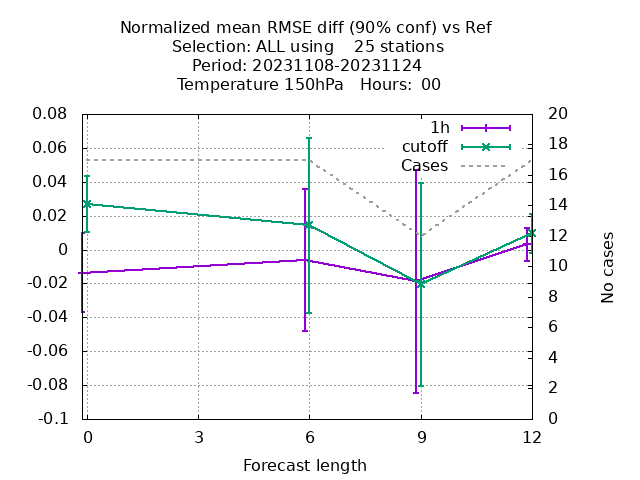 Normalized mean RMSE diff (90% conf) vs Ref
Selection: ALL using    25 stations
Period: 20231108-20231124
Temperature 150hPa   Hours:  00
1h
cutoff
Cases
0.08
0.06
0.04
0.02
0
-0.02
-0.04
-0.06
-0.08
-0.1
20
18
16
14
12
10
8
6
4
2
0
No cases
0 3 6 9 12
Forecast length